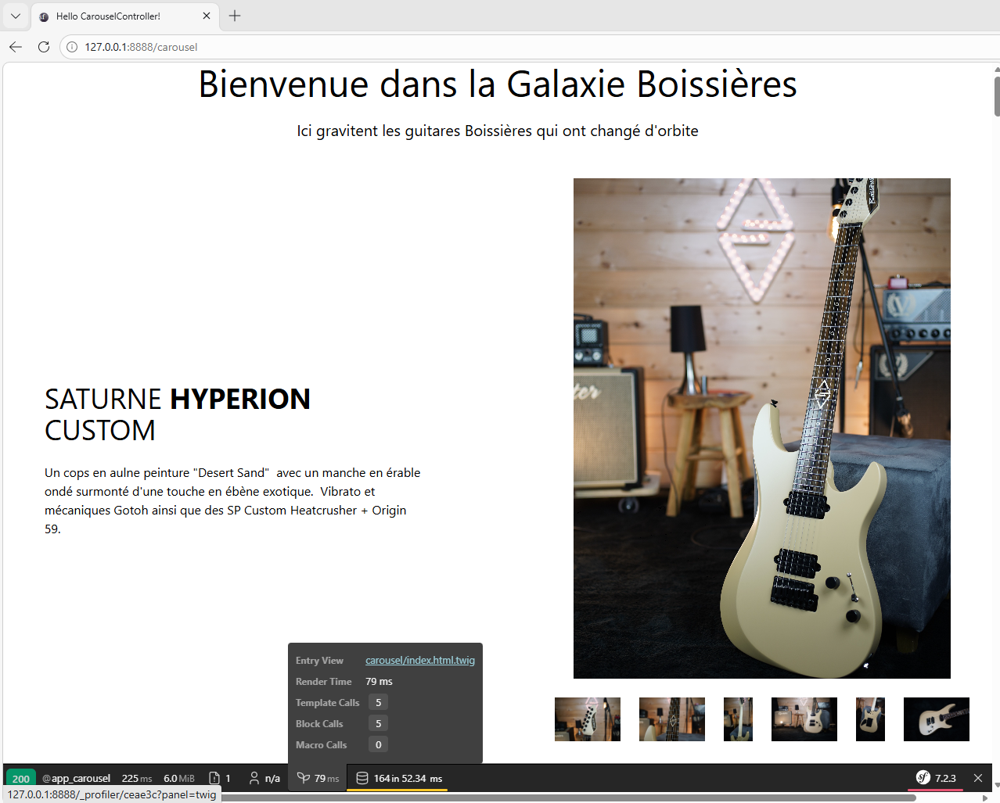 Hello CarouselController!
127.0.0.1:8888/carousel
Bienvenue dans la Galaxie Boissières
Ici gravitent les guitares Boissières qui ont changé d'orbite
SATURNE HYPERION
CUSTOM
Un cops en aulne peinture "Desert Sand"  avec un manche en érable
ondé surmonté d'une touche en ébène exotique.  Vibrato et
mécaniques Gotoh ainsi que des SP Custom Heatcrusher + Origin
59.
Entry View carousel/index.html.twig
Render Time 79 ms
Template Calls 5
Block Calls 5
Macro Calls 0
200 @app_carousel 225 ms 6.0 MiB 1 n/a 79 ms 164 in 52.34 ms sf 7.2.3
127.0.0.1:8888/_profiler/ceae3c?panel=twig